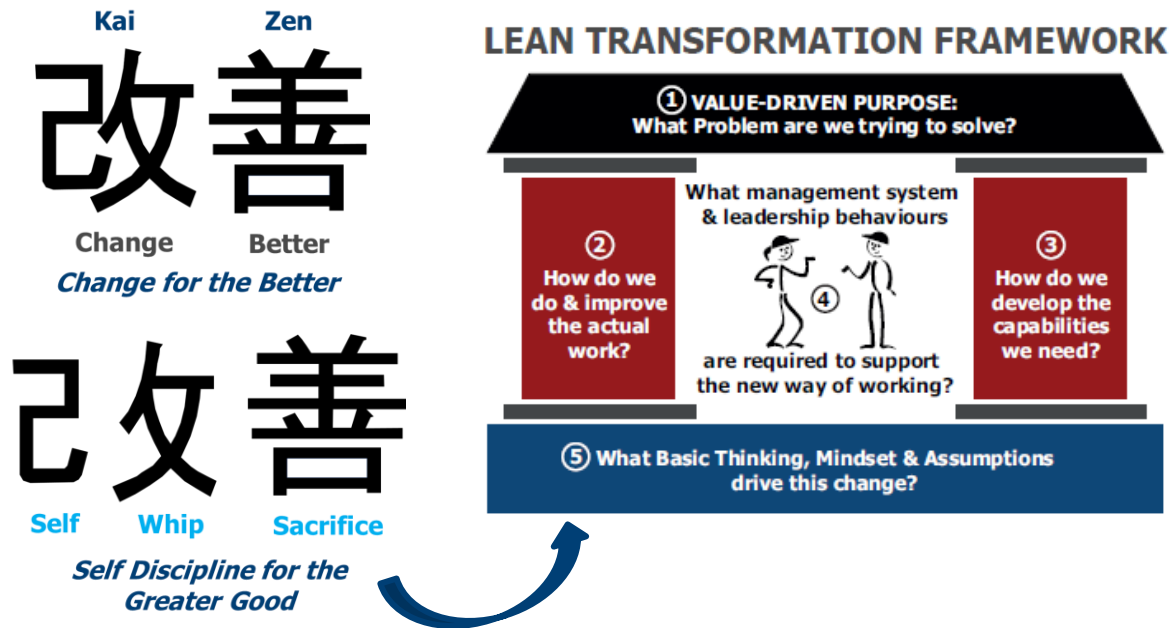 Kai Zen
改善
Change Better
Change for the Better
己攵善
Self Whip Sacrifice
Self Discipline for the
Greater Good
LEAN TRANSFORMATION FRAMEWORK
① VALUE-DRIVEN PURPOSE:
What Problem are we trying to solve?
②
How do we
do & improve
the actual
work?
What management system
& leadership behaviours
④
are required to support
the new way of working?
③
How do we
develop the
capabilities
we need?
⑤ What Basic Thinking, Mindset & Assumptions
drive this change?